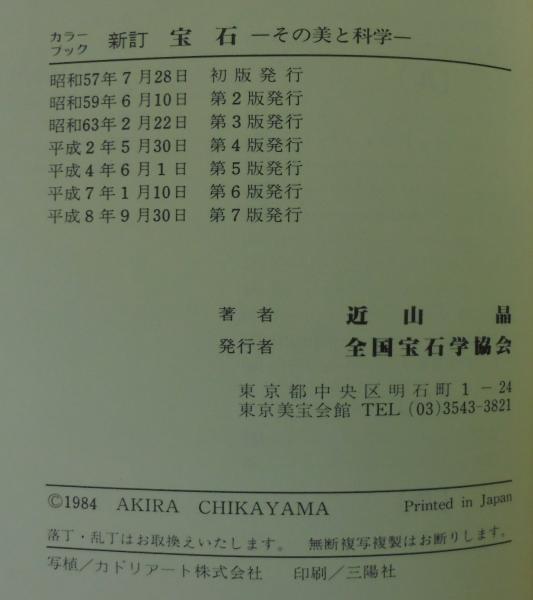 カラーブック 新訂 宝石 ―その美と科学―
昭和57年7月28日 初版発行
昭和59年6月10日 第2版発行
昭和63年2月22日 第3版発行
平成2年5月30日 第4版発行
平成4年6月1日 第5版発行
平成7年1月10日 第6版発行
平成8年9月30日 第7版発行
著者 近山 晶
発行者 全国宝石学協会
東京都中央区明石町1-24
東京美宝会館 TEL (03)3543-3821
©1984 AKIRA CHIKAYAMA Printed in Japan
落丁・乱丁はお取換えいたします。 無断複写複製はお断りします。
写植/カドリアート株式会社 印刷/三陽社